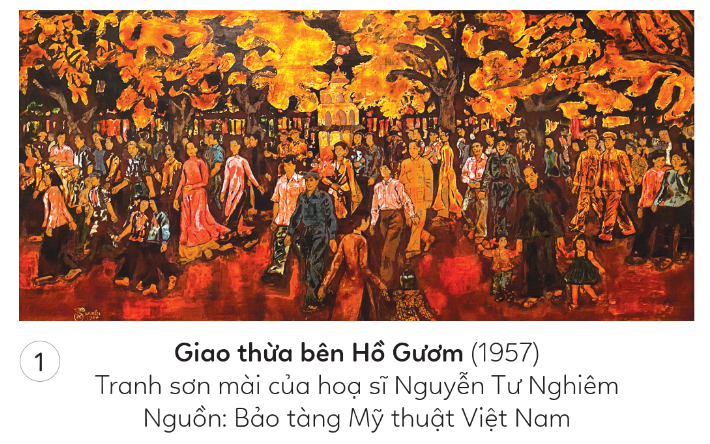 1
Giao thừa bên Hồ Gươm (1957)
Tranh sơn mài của hoạ sĩ Nguyễn Tư Nghiêm
Nguồn: Bảo tàng Mỹ thuật Việt Nam